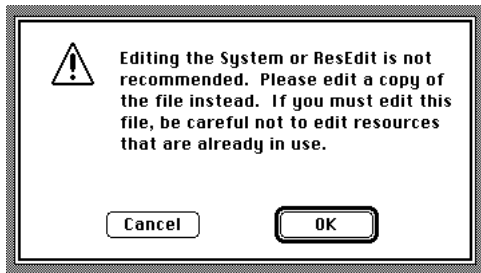 Editing the System or ResEdit is not
recommended.  Please edit a copy of
the file instead.  If you must edit this
file, be careful not to edit resources
that are already in use.
Cancel
OK